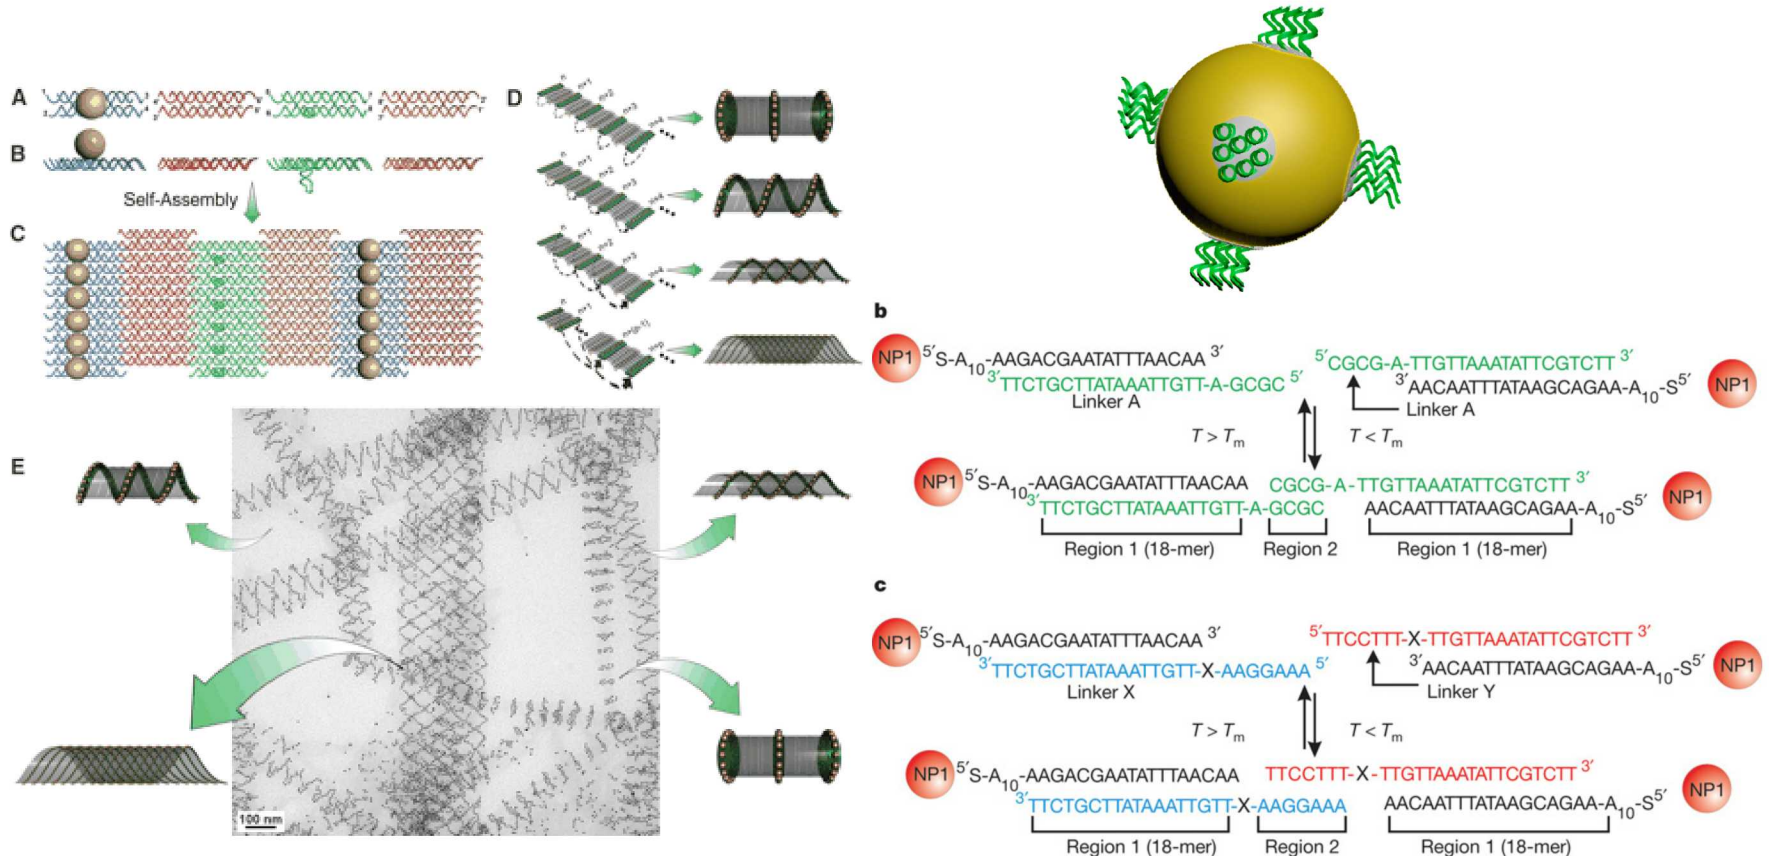 A
B
Self-Assembly
C
D
E
100 nm
b
NP1 5′S-A10-AAGACGAATATTTAACAA 3′
3′TTCTGCTTATAAATTGTT-A-GCGC 5′
Linker A
5′CGCG-A-TTGTTAAATATTCGTCTT 3′
3′AACAATTTATAAGCAGAA-A10-S5′ NP1
Linker A
T > Tm
T < Tm
NP1 5′S-A10-AAGACGAATATTTAACAA CGCG-A-TTGTTAAATATTCGTCTT 3′
3′TTCTGCTTATAAATTGTT-A-GCGC AACAATTTATAAGCAGAA-A10-S5′ NP1
Region 1 (18-mer) Region 2 Region 1 (18-mer)
c
NP1 5′S-A10-AAGACGAATATTTAACAA 3′
3′TTCTGCTTATAAATTGTT-X-AAGGAAA 5′
Linker X
5′TTCCTTT-X-TTGTTAAATATTCGTCTT 3′
3′AACAATTTATAAGCAGAA-A10-S5′ NP1
Linker Y
T > Tm
T < Tm
NP1 5′S-A10-AAGACGAATATTTAACAA TTCCTTT-X-TTGTTAAATATTCGTCTT 3′
3′TTCTGCTTATAAATTGTT-X-AAGGAAA AACAATTTATAAGCAGAA-A10-S5′ NP1
Region 1 (18-mer) Region 2 Region 1 (18-mer)